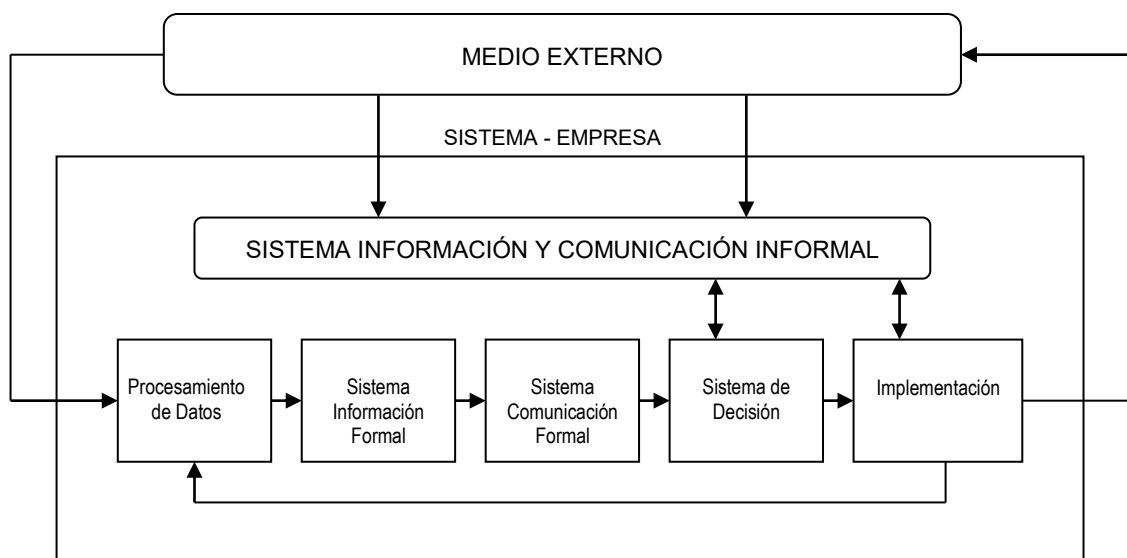 MEDIO EXTERNO
SISTEMA - EMPRESA
SISTEMA INFORMACIÓN Y COMUNICACIÓN INFORMAL
Procesamiento
de Datos
Sistema
Información
Formal
Sistema
Comunicación
Formal
Sistema de
Decisión
Implementación